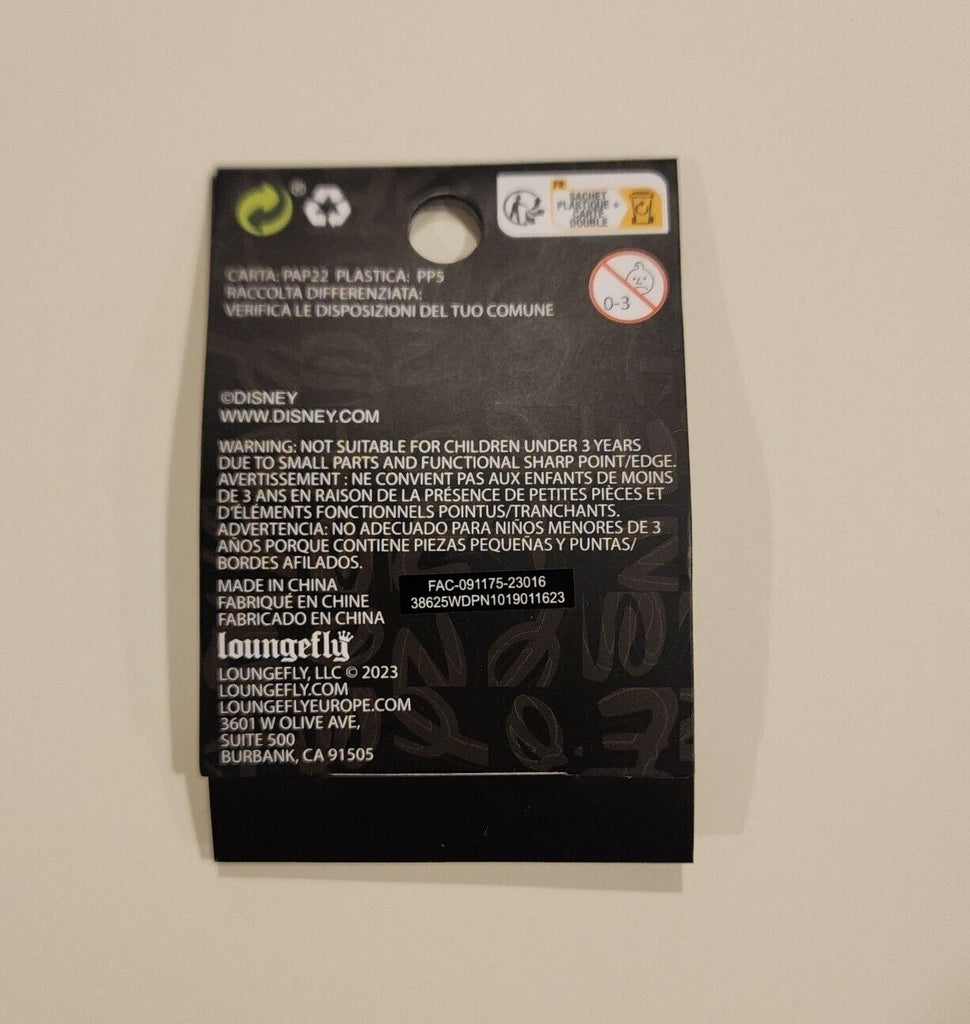 ®
FR
SACHET
PLASTIQUE +
CARTE
DOUBLE
0-3
CARTA: PAP22 PLASTICA: PP5
RACCOLTA DIFFERENZIATA:
VERIFICA LE DISPOSIZIONI DEL TUO COMUNE
©DISNEY
WWW.DISNEY.COM
WARNING: NOT SUITABLE FOR CHILDREN UNDER 3 YEARS
DUE TO SMALL PARTS AND FUNCTIONAL SHARP POINT/EDGE.
AVERTISSEMENT : NE CONVIENT PAS AUX ENFANTS DE MOINS
DE 3 ANS EN RAISON DE LA PRÉSENCE DE PETITES PIÈCES ET
D'ÉLÉMENTS FONCTIONNELS POINTUS/TRANCHANTS.
ADVERTENCIA: NO ADECUADO PARA NIÑOS MENORES DE 3
AÑOS PORQUE CONTIENE PIEZAS PEQUEÑAS Y PUNTAS/
BORDES AFILADOS.
MADE IN CHINA
FABRIQUÉ EN CHINE
FABRICADO EN CHINA
FAC-091175-23016
38625WDPN1019011623
loungefly
LOUNGEFLY, LLC © 2023
LOUNGEFLY.COM
LOUNGEFLYEUROPE.COM
3601 W OLIVE AVE,
SUITE 500
BURBANK, CA 91505